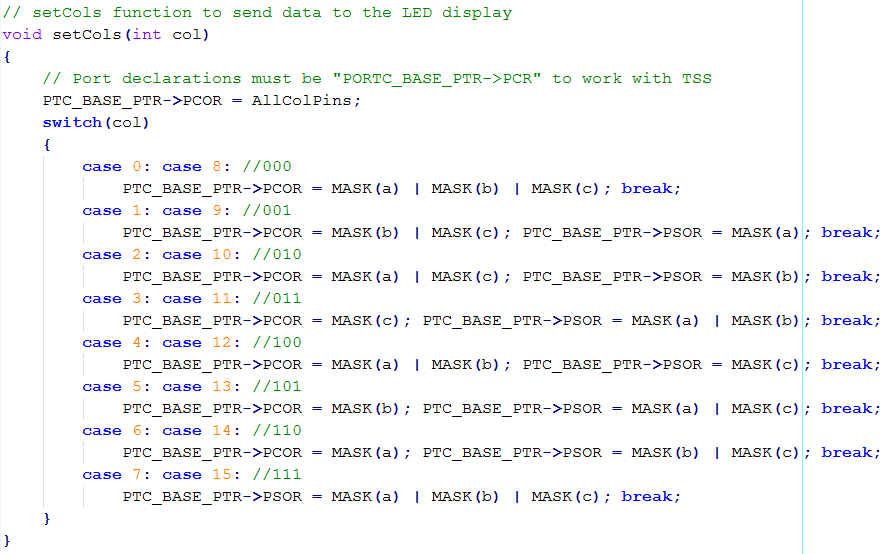 // setCols function to send data to the LED display
void setCols(int col)
{
    // Port declarations must be "PORTC_BASE_PTR->PCR" to work with TSS
    PTC_BASE_PTR->PCOR = AllColPins;
    switch(col)
    {
        case 0: case 8: //000
            PTC_BASE_PTR->PCOR = MASK(a) | MASK(b) | MASK(c); break;
        case 1: case 9: //001
            PTC_BASE_PTR->PCOR = MASK(b) | MASK(c); PTC_BASE_PTR->PSOR = MASK(a); break;
        case 2: case 10: //010
            PTC_BASE_PTR->PCOR = MASK(a) | MASK(c); PTC_BASE_PTR->PSOR = MASK(b); break;
        case 3: case 11: //011
            PTC_BASE_PTR->PCOR = MASK(c); PTC_BASE_PTR->PSOR = MASK(a) | MASK(b); break;
        case 4: case 12: //100
            PTC_BASE_PTR->PCOR = MASK(a) | MASK(b); PTC_BASE_PTR->PSOR = MASK(c); break;
        case 5: case 13: //101
            PTC_BASE_PTR->PCOR = MASK(b); PTC_BASE_PTR->PSOR = MASK(a) | MASK(c); break;
        case 6: case 14: //110
            PTC_BASE_PTR->PCOR = MASK(a); PTC_BASE_PTR->PSOR = MASK(b) | MASK(c); break;
        case 7: case 15: //111
            PTC_BASE_PTR->PSOR = MASK(a) | MASK(b) | MASK(c); break;
    }
}